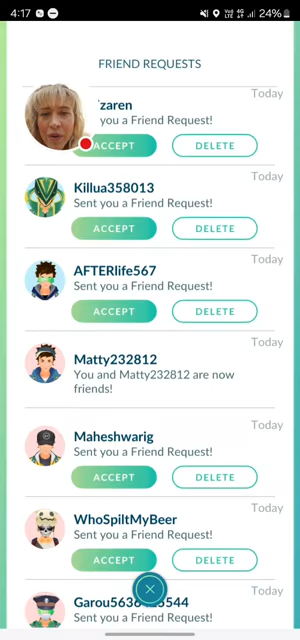 4:17 24%
FRIEND REQUESTS
Today
zaren
you a Friend Request!
ACCEPT DELETE
Today
Killua358013
Sent you a Friend Request!
ACCEPT DELETE
Today
AFTERlife567
Sent you a Friend Request!
ACCEPT DELETE
Today
Matty232812
You and Matty232812 are now
friends!
Today
Maheshwarig
Sent you a Friend Request!
ACCEPT DELETE
Today
WhoSpiltMyBeer
Sent you a Friend Request!
ACCEPT DELETE
Today
Sent you a Friend Request!